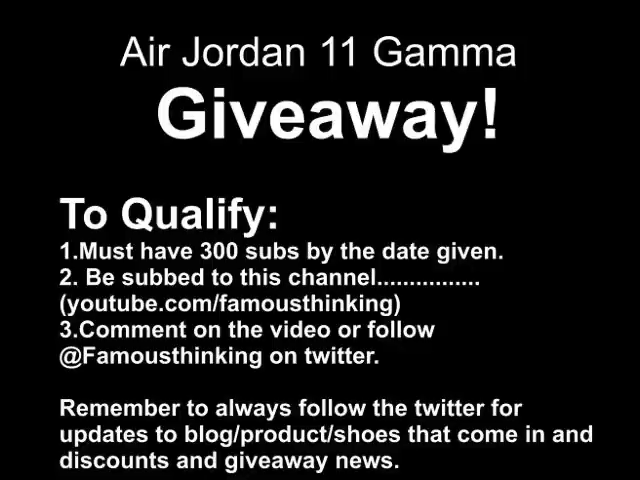 Air Jordan 11 Gamma
Giveaway!
To Qualify:
1.Must have 300 subs by the date given.
2. Be subbed to this channel................
(youtube.com/famousthinking)
3.Comment on the video or follow
@Famousthinking on twitter.
Remember to always follow the twitter for
updates to blog/product/shoes that come in and
discounts and giveaway news.